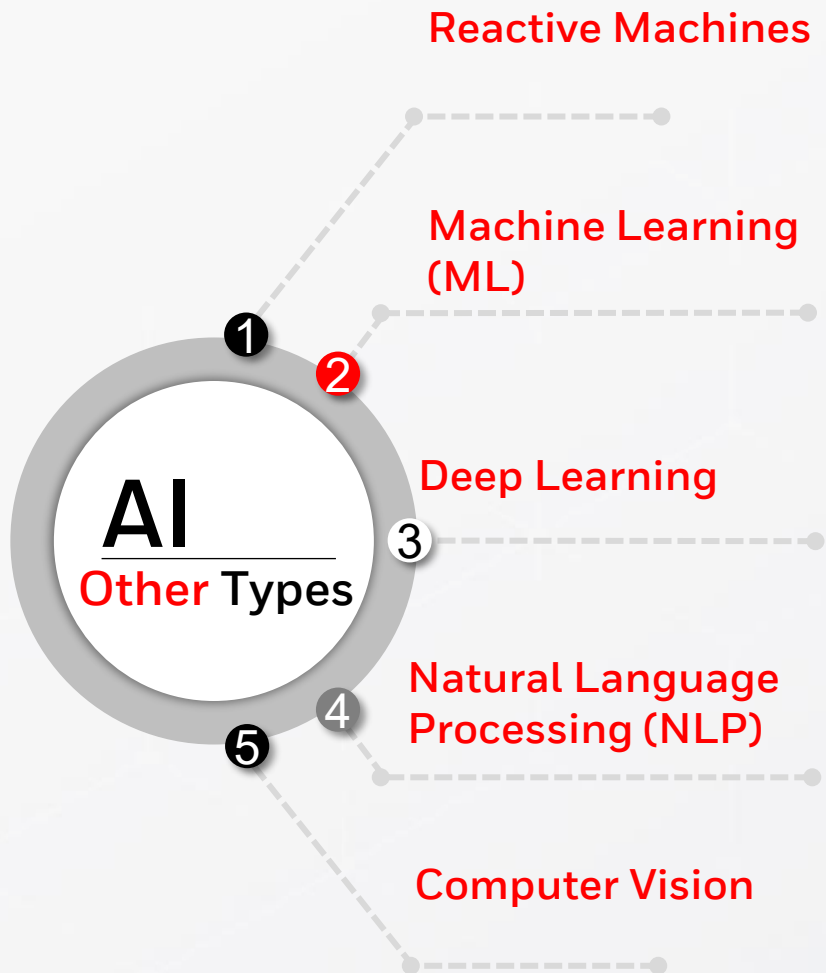 Reactive Machines
1
Machine Learning
(ML)
2
AI
Other Types
Deep Learning
3
Natural Language
Processing (NLP)
4
5
Computer Vision